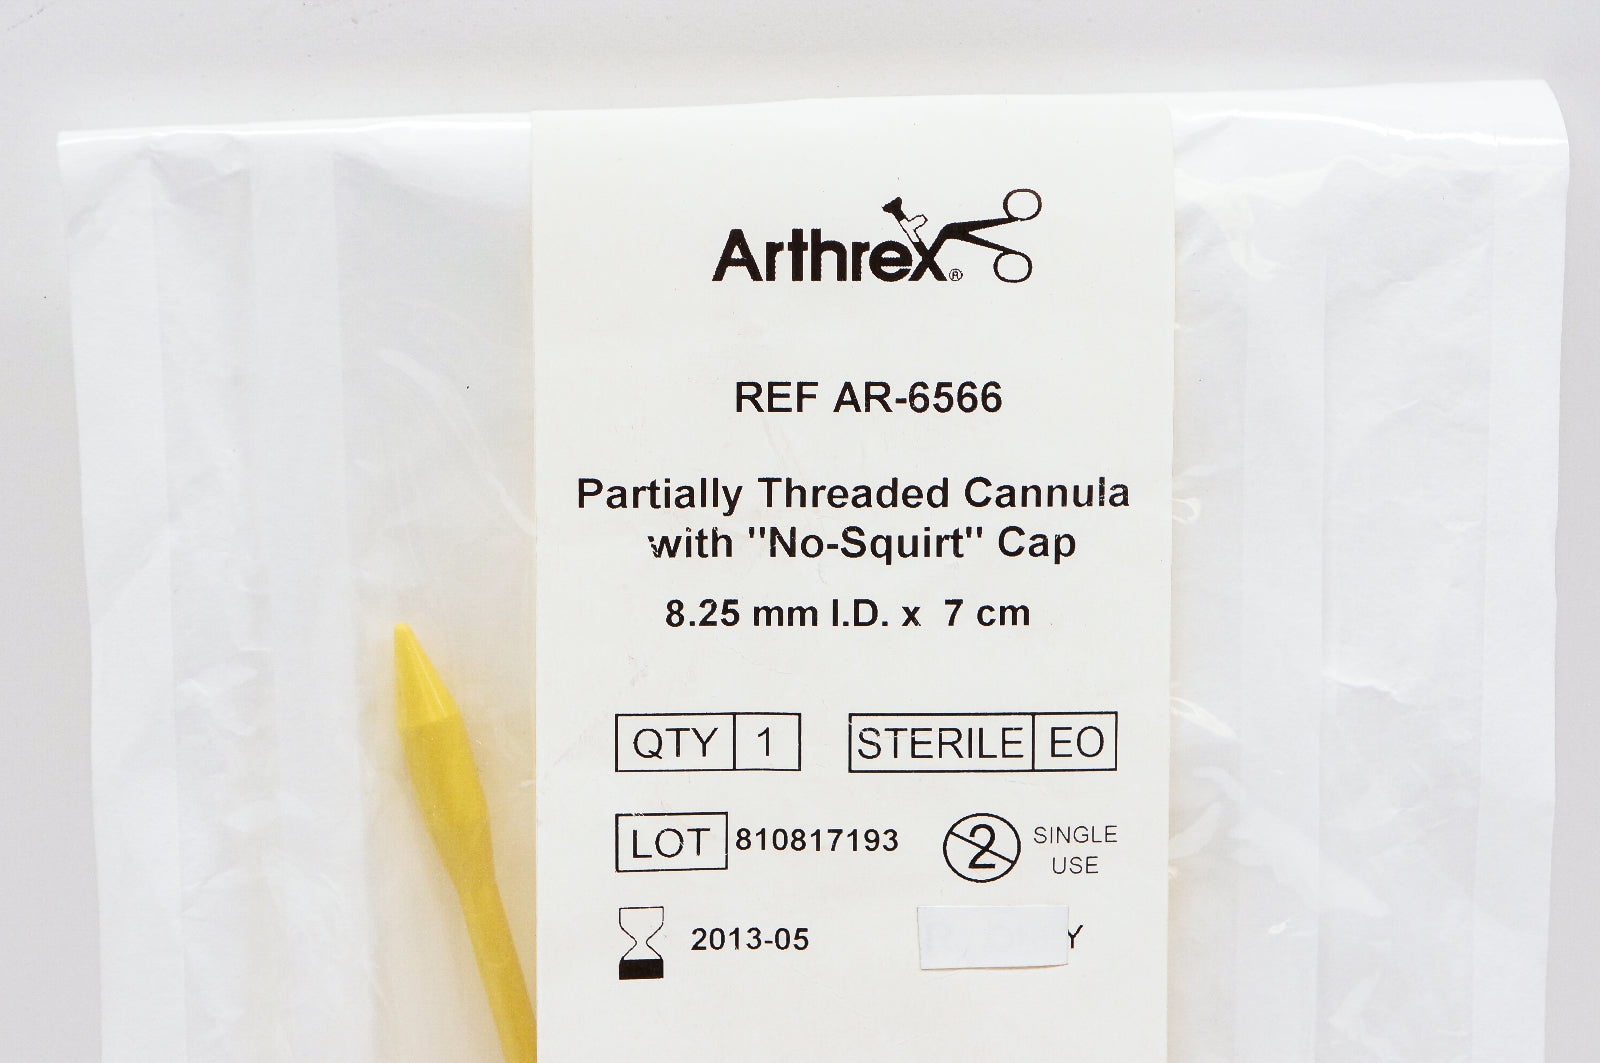 Arthrex®
REF AR-6566
Partially Threaded Cannula
with "No-Squirt" Cap
8.25 mm I.D. x 7 cm
QTY 1 STERILE EO
LOT 810817193 2 SINGLE
USE
2013-05 Y